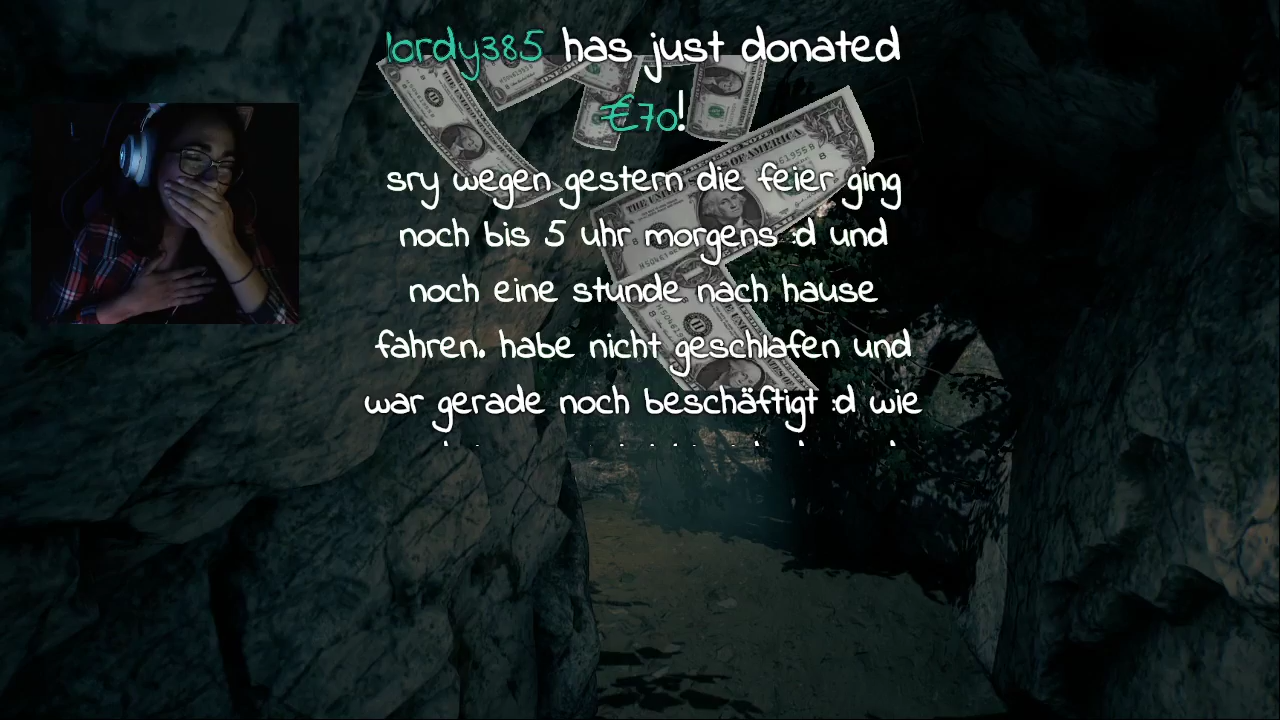 lordy385 has just donated
€70!
sry wegen gestern die feier ging
noch bis 5 uhr morgens :d und
noch eine stunde nach hause
fahren. habe nicht geschlafen und
war gerade noch beschäftigt :d wie